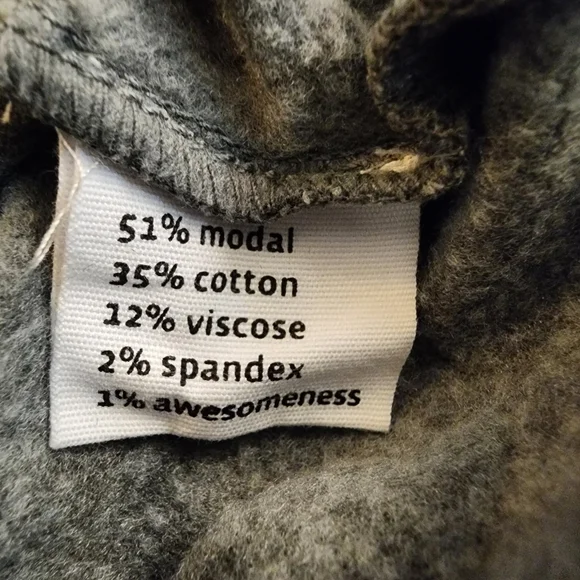 51% modal
35% cotton
12% viscose
2% spandex
1% awesomeness